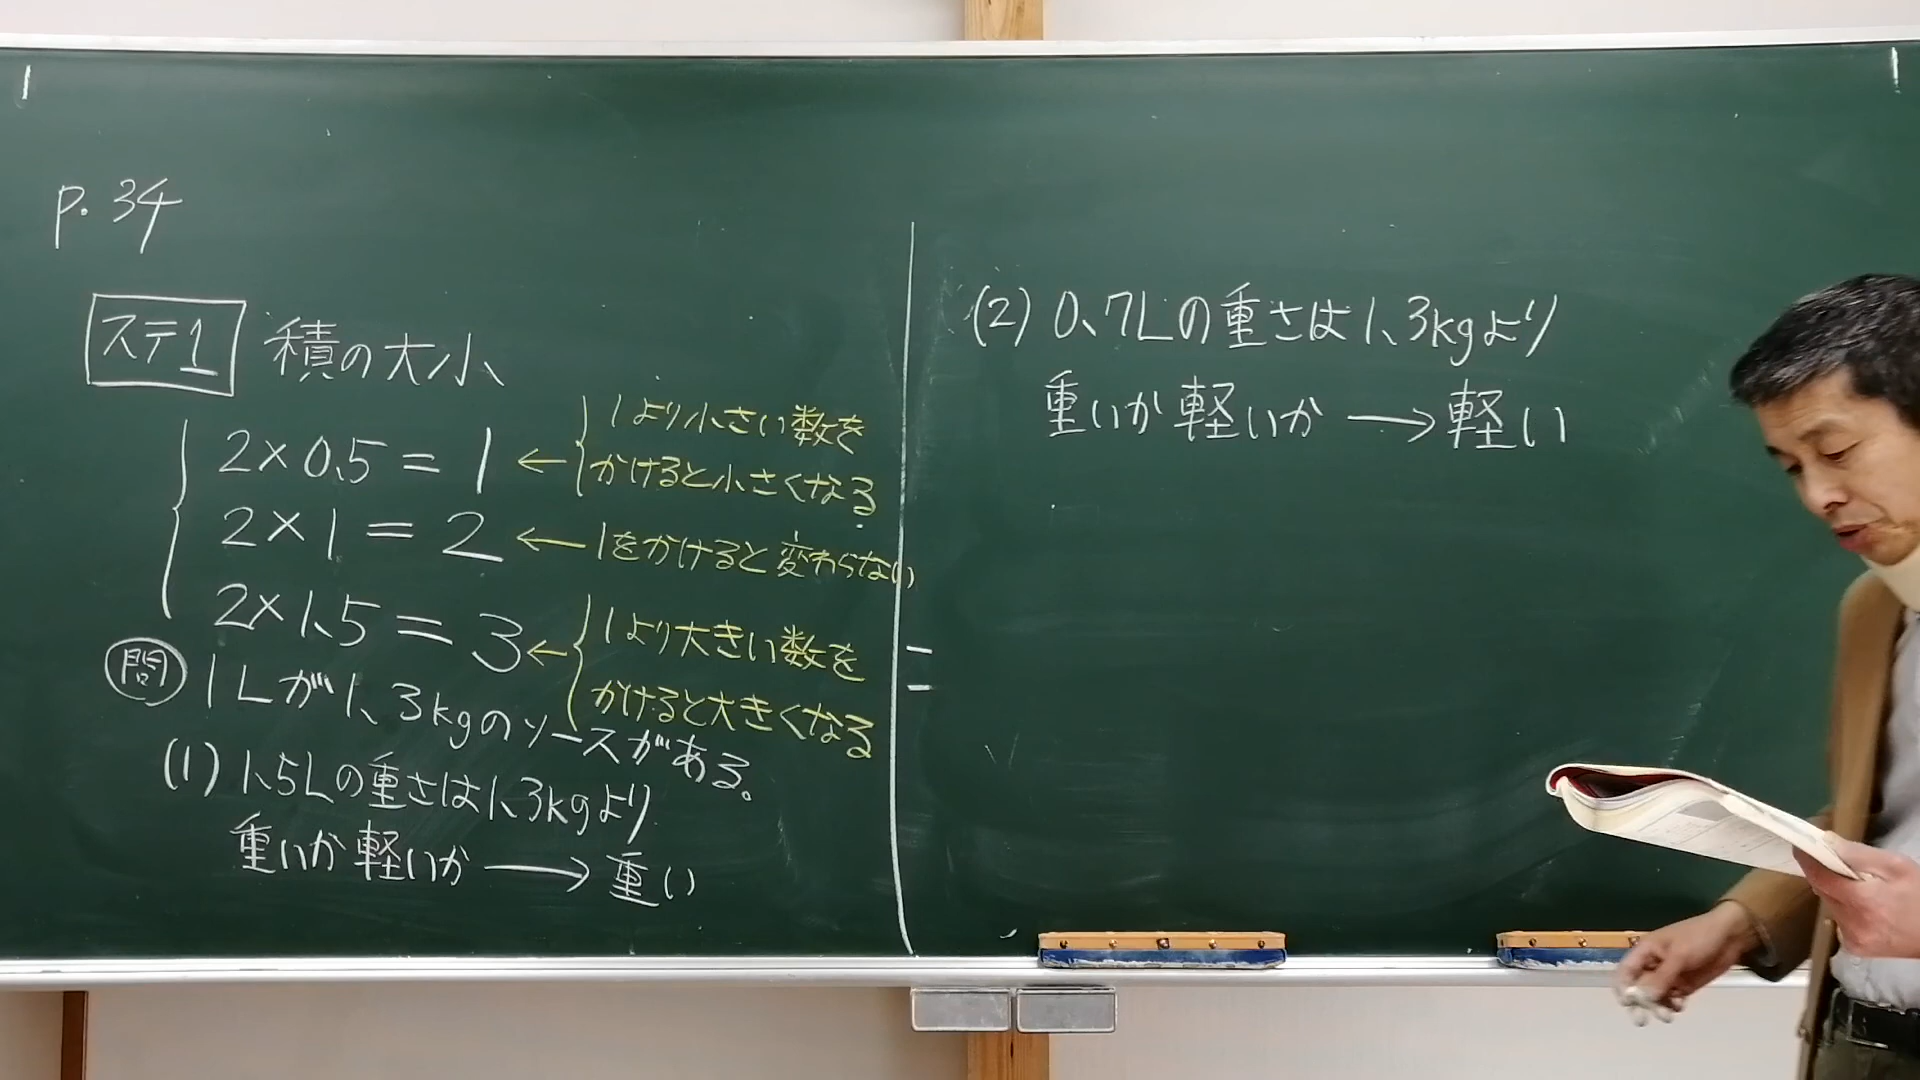 p.34
ステ1 積の大小
2×0.5=1 ← 1より小さい数を
かけると小さくなる
2×1=2 ← 1をかけると変わらない
2×1.5=3 ← 1より大きい数を
かけると大きくなる
問 1Lが1.3kgのソースがある。
(1) 1.5Lの重さは1.3kgより
重いか軽いか → 重い
(2) 0.7Lの重さは1.3kgより
重いか軽いか → 軽い